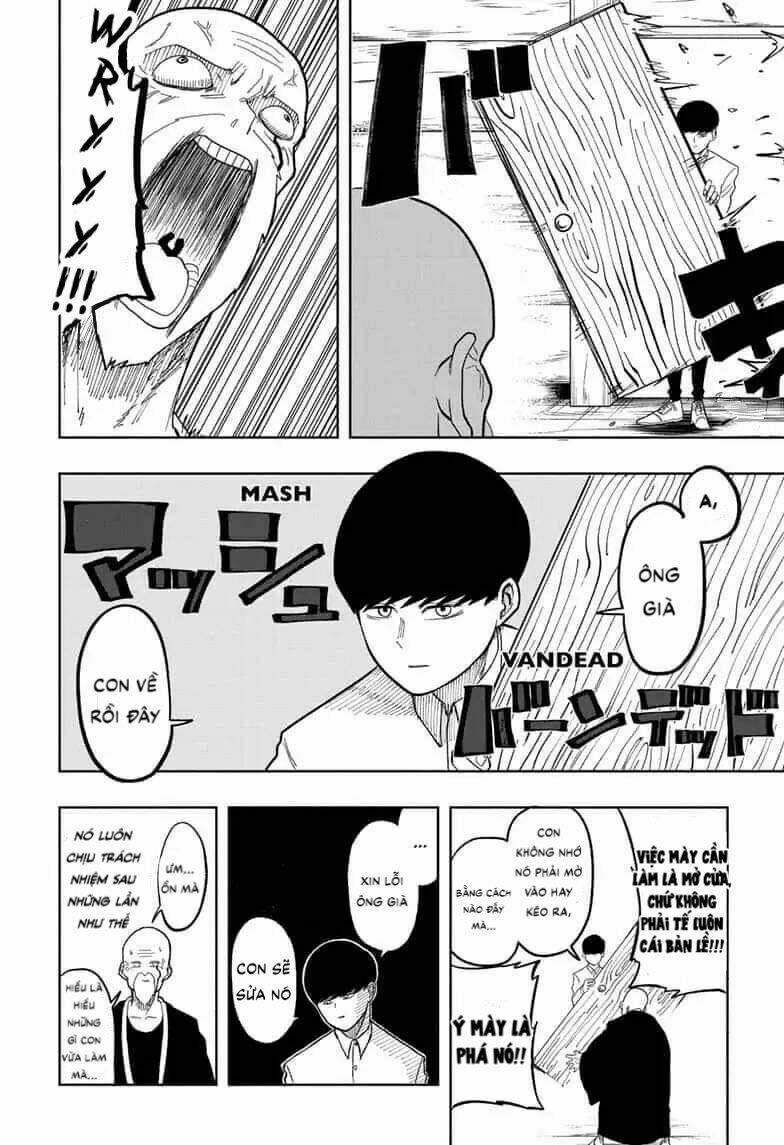 バ
キィ
WRYYYY!!!
A,
ÔNG
GIÀ
MASH
マッシュ
VANDEAD
バーンデッド
CON VỀ
RỒI ĐÂY
VIỆC MÀY CẦN
LÀM LÀ MỞ CỬA,
CHỨ KHÔNG
PHẢI TẾ LUÔN
CÁI BẢN LỀ!!!
CON
KHÔNG NHỚ
NÓ PHẢI MỞ
VÀO HAY
KÉO RA,
BẰNG CÁCH
NÀO ĐẤY
MÀ...
Ý MÀY LÀ
PHÁ NÓ!!
...
XIN LỖI
ÔNG GIÀ
CON SẼ
SỬA NÓ
ƯM...
ỔN MÀ
NÓ LUÔN
CHỊU TRÁCH
NHIỆM SAU
NHỮNG LẦN
NHƯ THẾ
HIỂU LÀ
HIỂU
NHỮNG
GÌ CON
VỪA LÀM
MÀ...